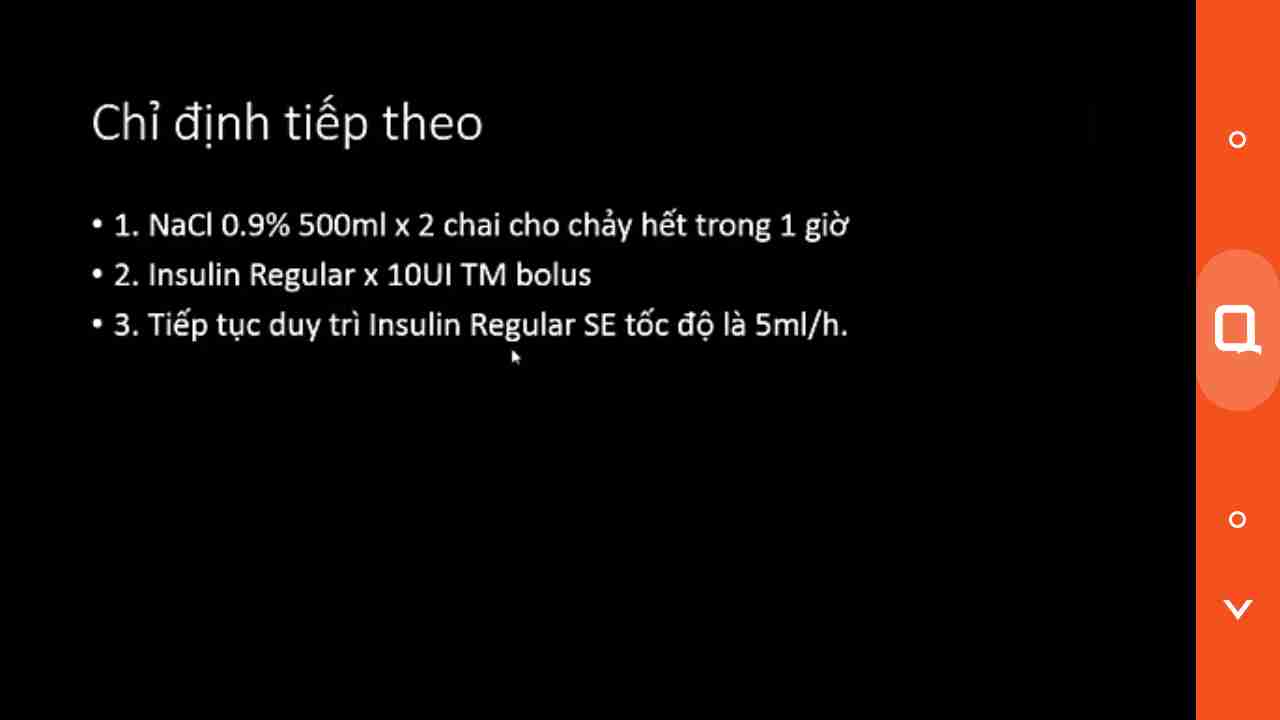 Chỉ định tiếp theo
• 1. NaCl 0.9% 500ml x 2 chai cho chảy hết trong 1 giờ
• 2. Insulin Regular x 10UI TM bolus
• 3. Tiếp tục duy trì Insulin Regular SE tốc độ là 5ml/h.